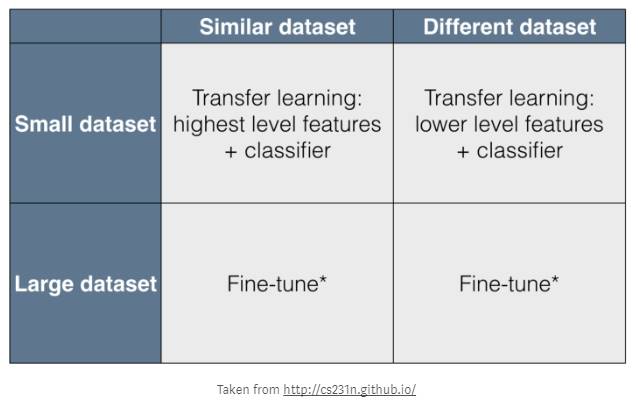 Similar dataset
Different dataset
Small dataset
Transfer learning:
highest level features
+ classifier
Transfer learning:
lower level features
+ classifier
Large dataset
Fine-tune*
Fine-tune*
Taken from http://cs231n.github.io/